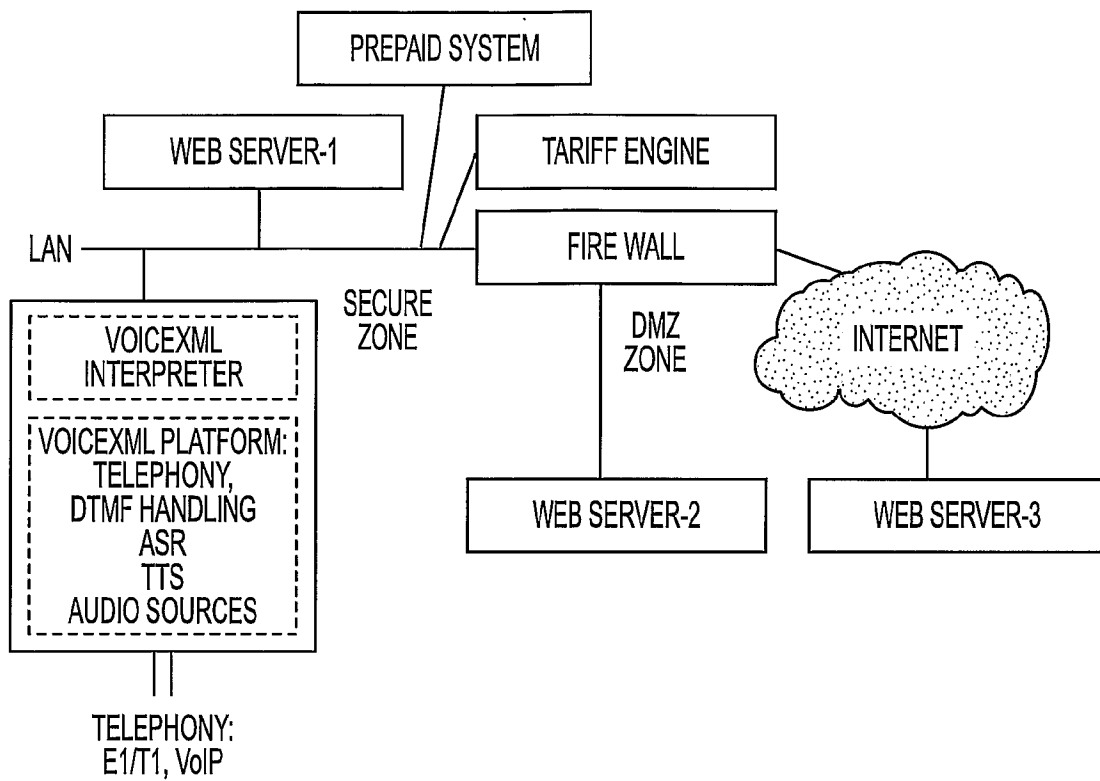 PREPAID SYSTEM
WEB SERVER-1
TARIFF ENGINE
LAN
FIRE WALL
SECURE
ZONE
DMZ
ZONE
INTERNET
VOICEXML
INTERPRETER
VOICEXML PLATFORM:
TELEPHONY,
DTMF HANDLING
ASR
TTS
AUDIO SOURCES
WEB SERVER-2
WEB SERVER-3
TELEPHONY:
E1/T1, VoIP